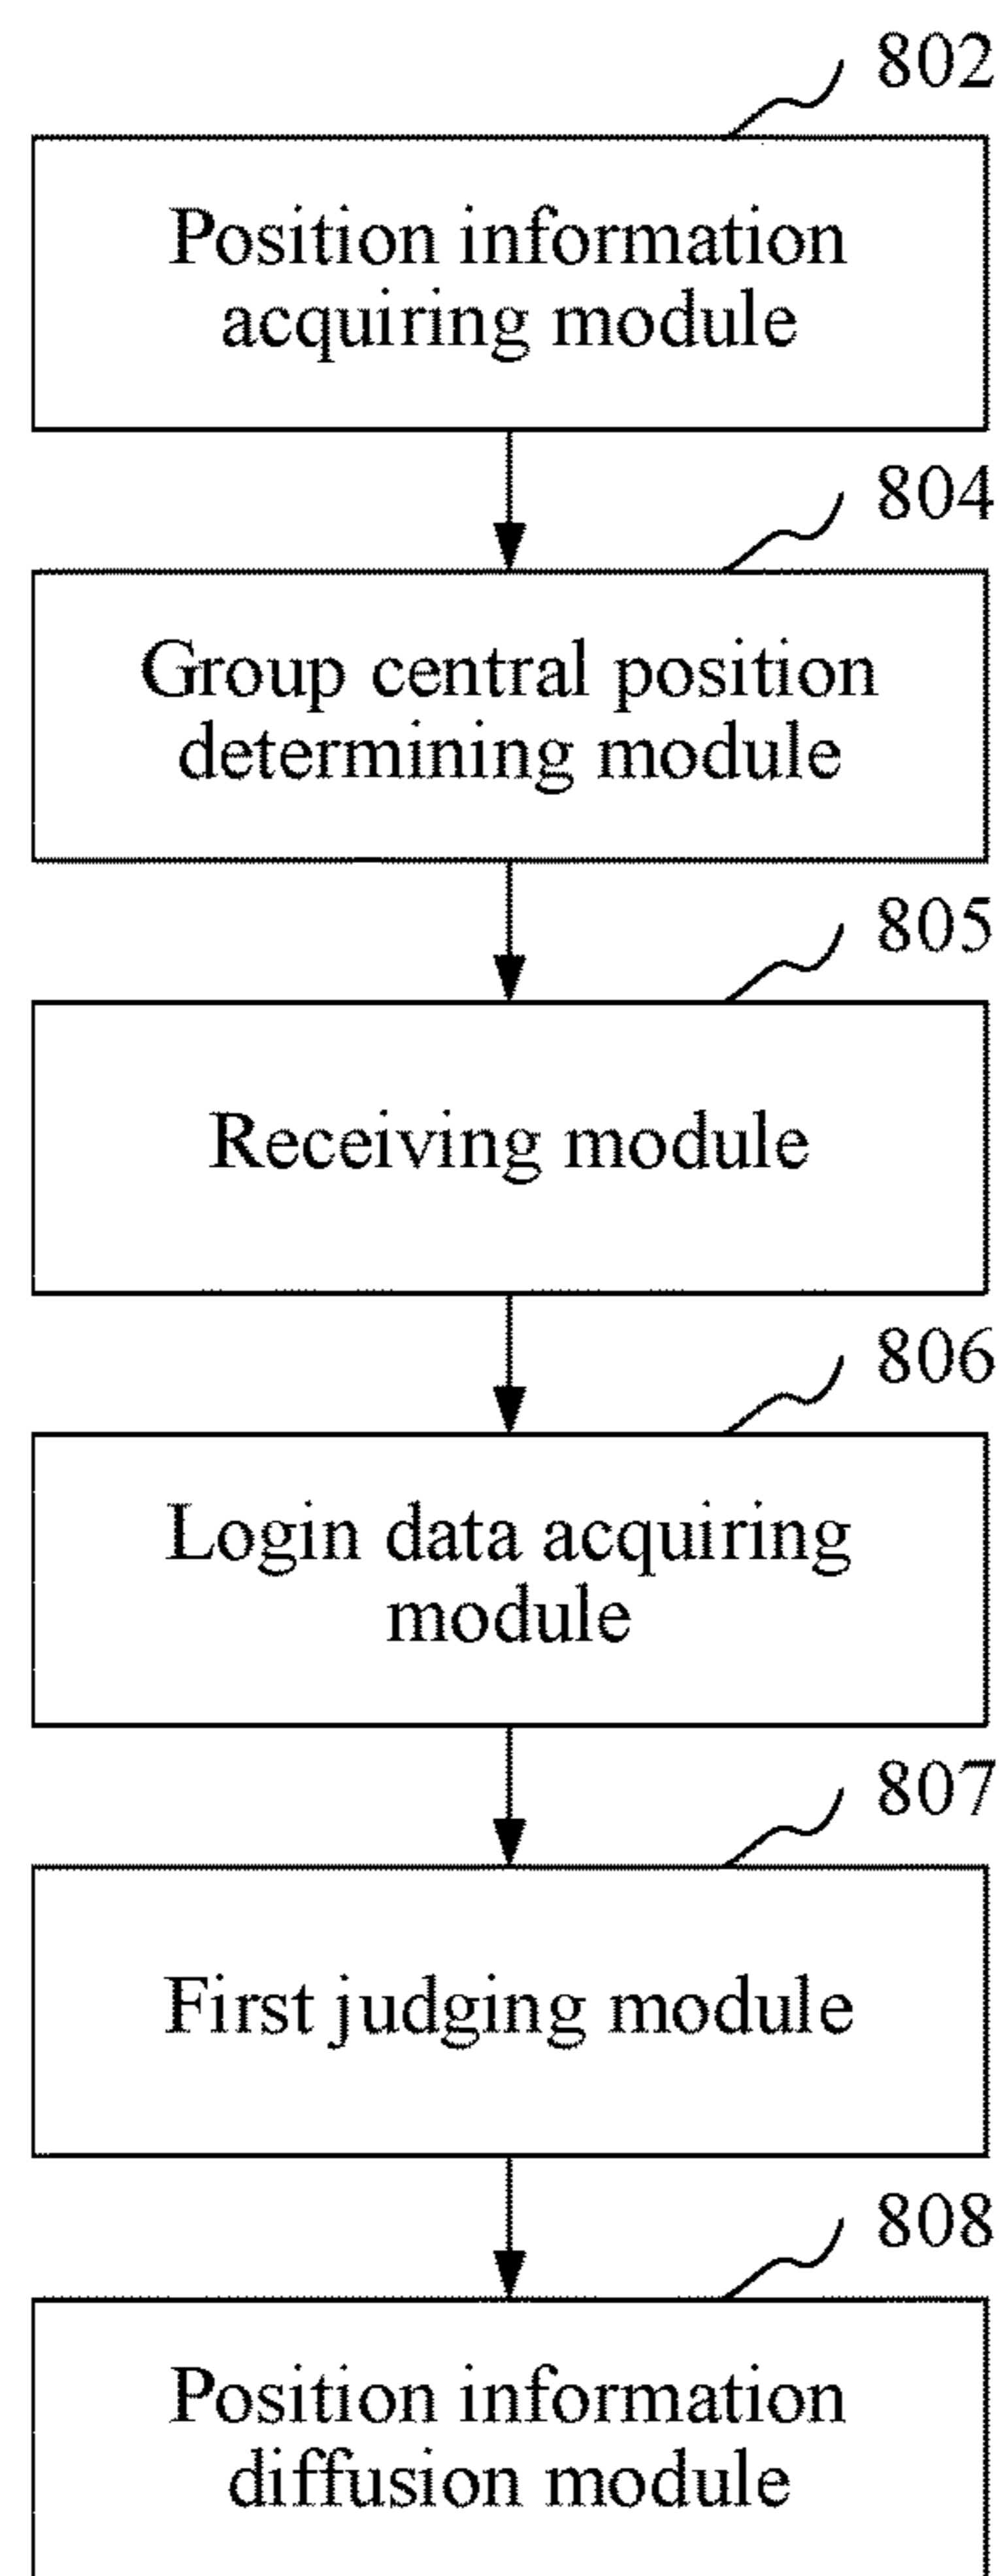 802
Position information
acquiring module
804
Group central position
determining module
805
Receiving module
806
Login data acquiring
module
807
First judging module
808
Position information
diffusion module